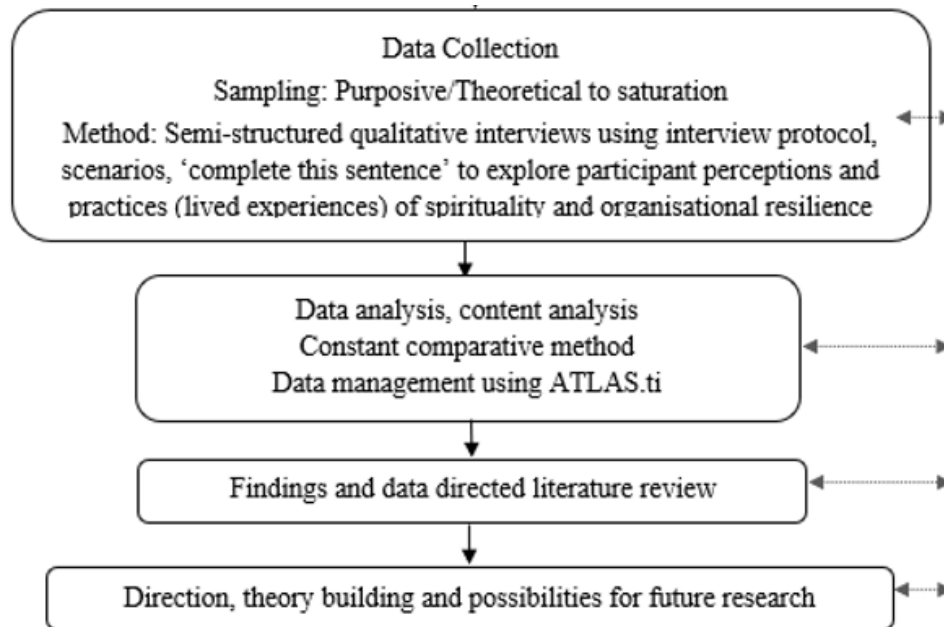 Data Collection
Sampling: Purposive/Theoretical to saturation
Method: Semi-structured qualitative interviews using interview protocol,
scenarios, ‘complete this sentence’ to explore participant perceptions and
practices (lived experiences) of spirituality and organisational resilience
Data analysis, content analysis
Constant comparative method
Data management using ATLAS.ti
Findings and data directed literature review
Direction, theory building and possibilities for future research